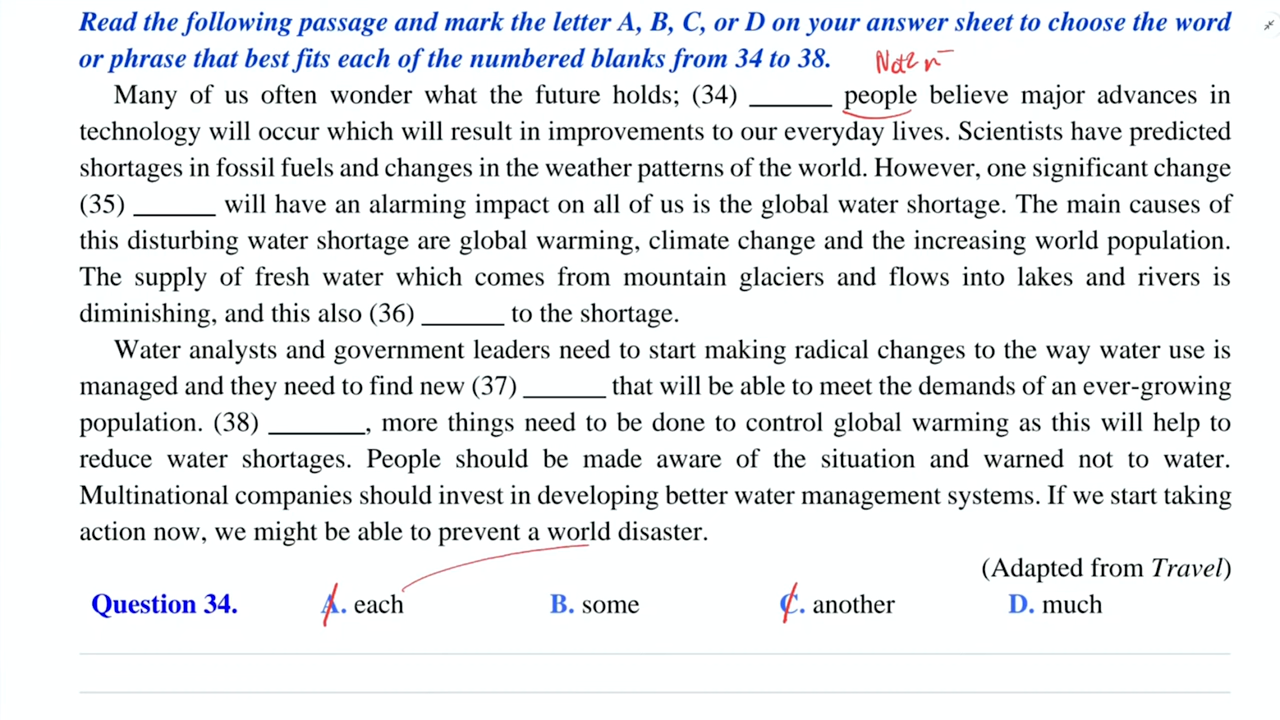 Read the following passage and mark the letter A, B, C, or D on your answer sheet to choose the word
or phrase that best fits each of the numbered blanks from 34 to 38.
Many of us often wonder what the future holds; (34) ______ people believe major advances in
technology will occur which will result in improvements to our everyday lives. Scientists have predicted
shortages in fossil fuels and changes in the weather patterns of the world. However, one significant change
(35) ______ will have an alarming impact on all of us is the global water shortage. The main causes of
this disturbing water shortage are global warming, climate change and the increasing world population.
The supply of fresh water which comes from mountain glaciers and flows into lakes and rivers is
diminishing, and this also (36) ______ to the shortage.
Water analysts and government leaders need to start making radical changes to the way water use is
managed and they need to find new (37) ______ that will be able to meet the demands of an ever-growing
population. (38) _______, more things need to be done to control global warming as this will help to
reduce water shortages. People should be made aware of the situation and warned not to water.
Multinational companies should invest in developing better water management systems. If we start taking
action now, we might be able to prevent a world disaster.
(Adapted from Travel)
Question 34. A. each B. some C. another D. much